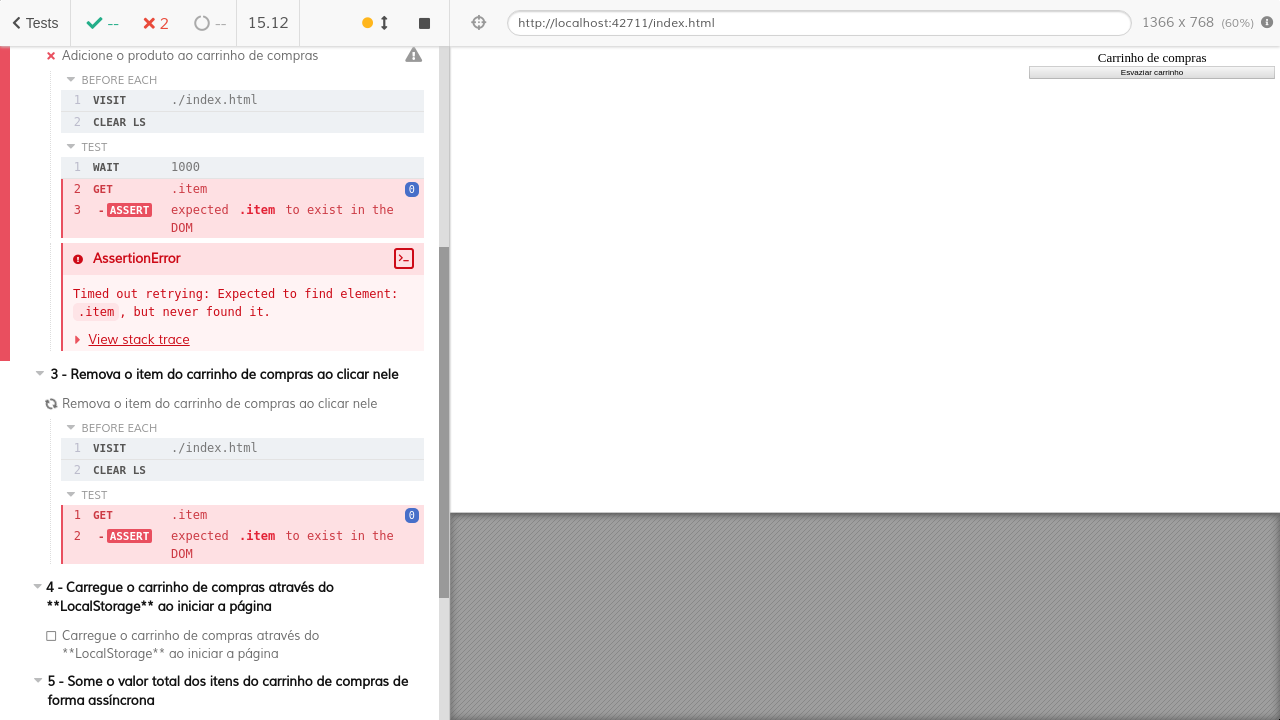 Tests
--
2
--
15.12
http://localhost:42711/index.html
1366 x 768 (60%)
Adicione o produto ao carrinho de compras
BEFORE EACH
1 VISIT ./index.html
2 CLEAR LS
TEST
1 WAIT 1000
2 GET .item 0
3 -ASSERT expected .item to exist in the
DOM
AssertionError
Timed out retrying: Expected to find element:
.item, but never found it.
View stack trace
3 - Remova o item do carrinho de compras ao clicar nele
Remova o item do carrinho de compras ao clicar nele
BEFORE EACH
1 VISIT ./index.html
2 CLEAR LS
TEST
1 GET .item 0
2 -ASSERT expected .item to exist in the
DOM
4 - Carregue o carrinho de compras através do
**LocalStorage** ao iniciar a página
Carregue o carrinho de compras através do
**LocalStorage** ao iniciar a página
5 - Some o valor total dos itens do carrinho de compras de
forma assíncrona
Carrinho de compras
Esvaziar carrinho